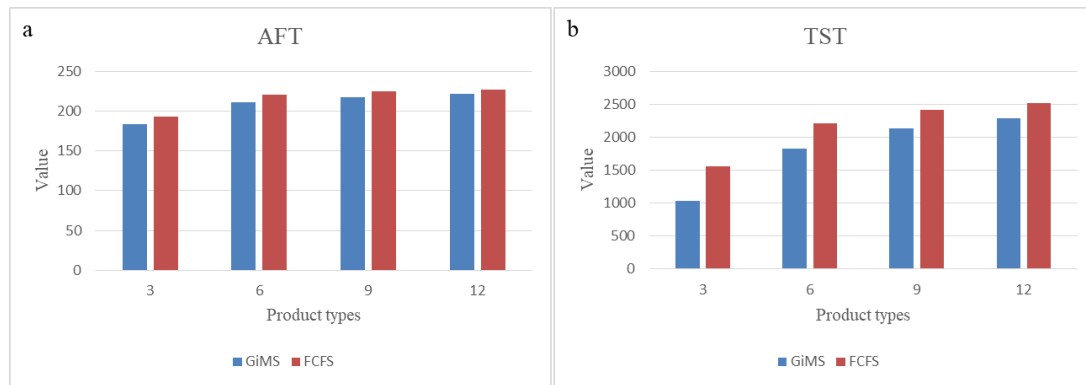 a
AFT
250
200
150
100
50
0
Value
3 6 9 12
Product types
GiMS FCFS
b
TST
3000
2500
2000
1500
1000
500
0
Value
3 6 9 12
Product types
GiMS FCFS